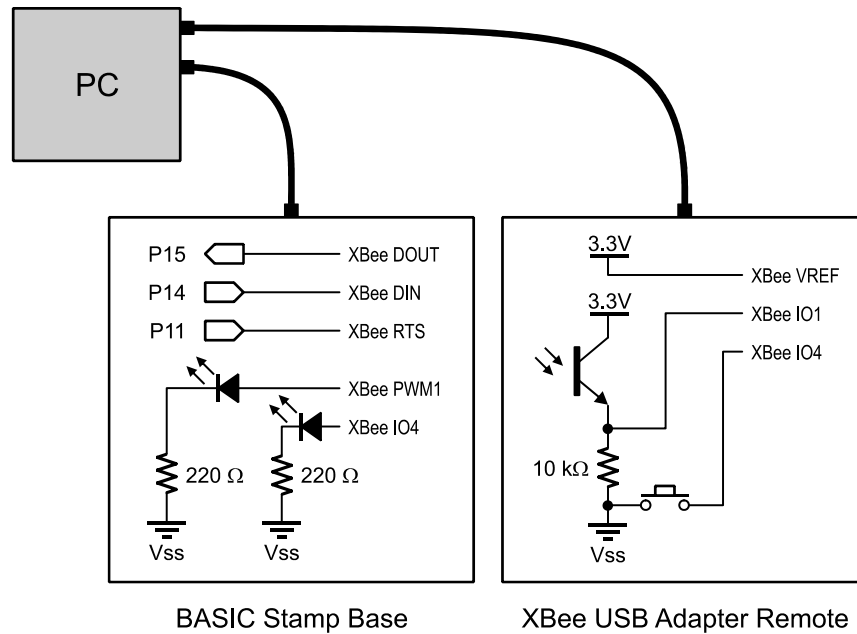 PC
P15 XBee DOUT
P14 XBee DIN
P11 XBee RTS
XBee PWM1
XBee IO4
220 Ω 220 Ω
Vss Vss
BASIC Stamp Base
3.3V
XBee VREF
3.3V
XBee IO1
XBee IO4
10 kΩ
Vss
XBee USB Adapter Remote